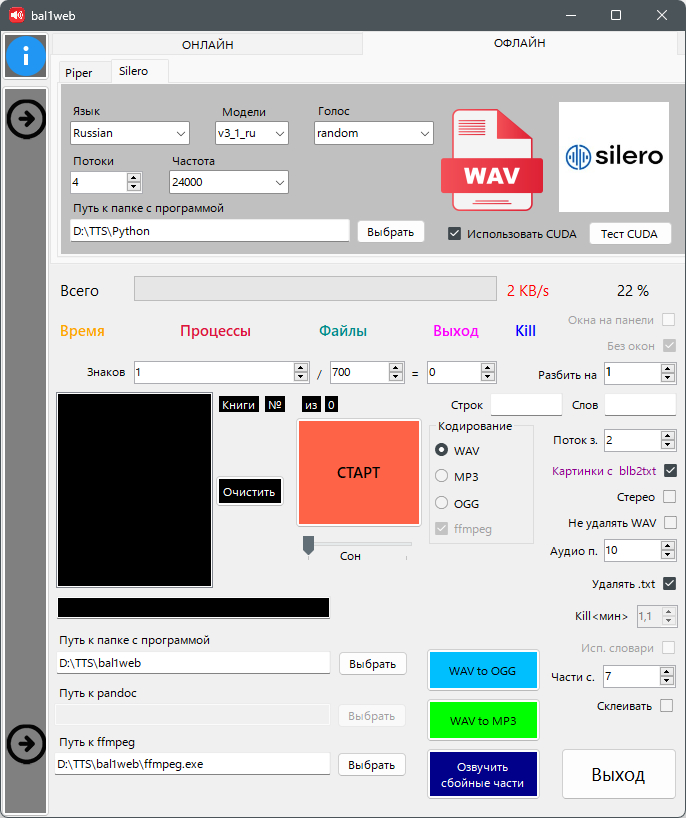 bal1web
ОНЛАЙН
ОФЛАЙН
Piper
Silero
Язык
Модели
Голос
Russian
v3_1_ru
random
Потоки
Частота
4
24000
Путь к папке с программой
D:\TTS\Python
Выбрать
WAV
silero
Использовать CUDA
Тест CUDA
Всего
2 KB/s
22 %
Время
Процессы
Файлы
Выход
Kill
Окна на панели
Без окон
Знаков
1
/
700
=
0
Разбить на
1
Книги
№
из
0
Строк
Слов
Кодирование
WAV
MP3
OGG
ffmpeg
СТАРТ
Очистить
Сон
Поток з.
2
Картинки с blb2txt
Стерео
Не удалять WAV
Аудио п.
10
Удалять .txt
Kill<мин>
1,1
Исп. словари
Части с.
7
Склеивать
Путь к папке с программой
D:\TTS\bal1web
Выбрать
WAV to OGG
Путь к pandoc
Выбрать
WAV to MP3
Путь к ffmpeg
D:\TTS\bal1web\ffmpeg.exe
Выбрать
Озвучить
сбойные части
Выход